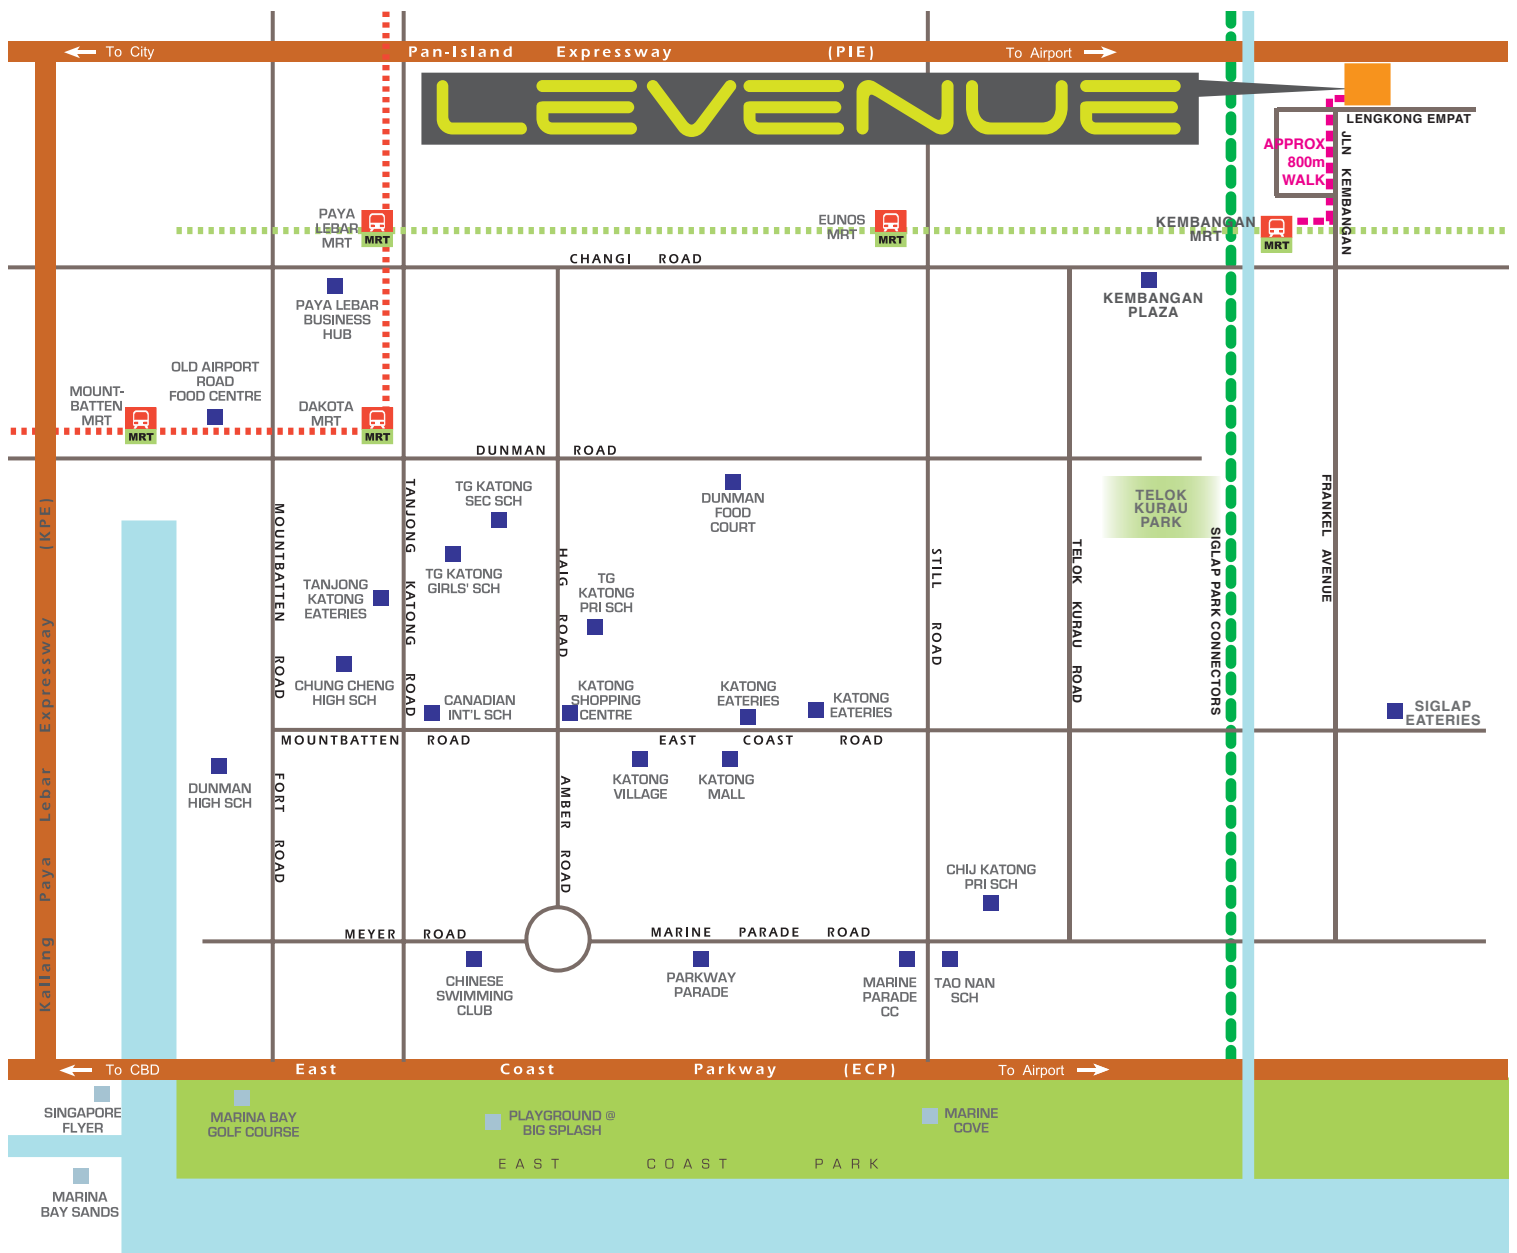 To City
Pan-Island Expressway (PIE)
To Airport
LEVENUE
LENGKONG EMPAT
APPROX
800m
WALK
JLN KEMBANGAN
PAYA
LEBAR
MRT
MRT
EUNOS
MRT
MRT
KEMBANGAN
MRT
MRT
CHANGI ROAD
PAYA LEBAR
BUSINESS
HUB
KEMBANGAN
PLAZA
OLD AIRPORT
ROAD
FOOD CENTRE
MOUNT-
BATTEN
MRT
MRT
DAKOTA
MRT
MRT
DUNMAN ROAD
Kallang Paya Lebar Expressway (KPE)
MOUNTBATTEN ROAD
TANJONG KATONG ROAD
TG KATONG
SEC SCH
TG KATONG
GIRLS' SCH
HAIG ROAD
TG
KATONG
PRI SCH
DUNMAN
FOOD
COURT
STILL ROAD
TELOK KURAU ROAD
TELOK
KURAU
PARK
SIGLAP PARK CONNECTORS
FRANKEL AVENUE
TANJONG
KATONG
EATERIES
CHUNG CHENG
HIGH SCH
CANADIAN
INT'L SCH
KATONG
SHOPPING
CENTRE
KATONG
EATERIES
KATONG
EATERIES
SIGLAP
EATERIES
MOUNTBATTEN ROAD
EAST COAST ROAD
DUNMAN
HIGH SCH
FORT ROAD
AMBER ROAD
KATONG
VILLAGE
KATONG
MALL
CHIJ KATONG
PRI SCH
MEYER ROAD
MARINE PARADE ROAD
CHINESE
SWIMMING
CLUB
PARKWAY
PARADE
MARINE
PARADE
CC
TAO NAN
SCH
To CBD
East Coast Parkway (ECP)
To Airport
SINGAPORE
FLYER
MARINA BAY
GOLF COURSE
PLAYGROUND @
BIG SPLASH
MARINE
COVE
EAST COAST PARK
MARINA
BAY SANDS